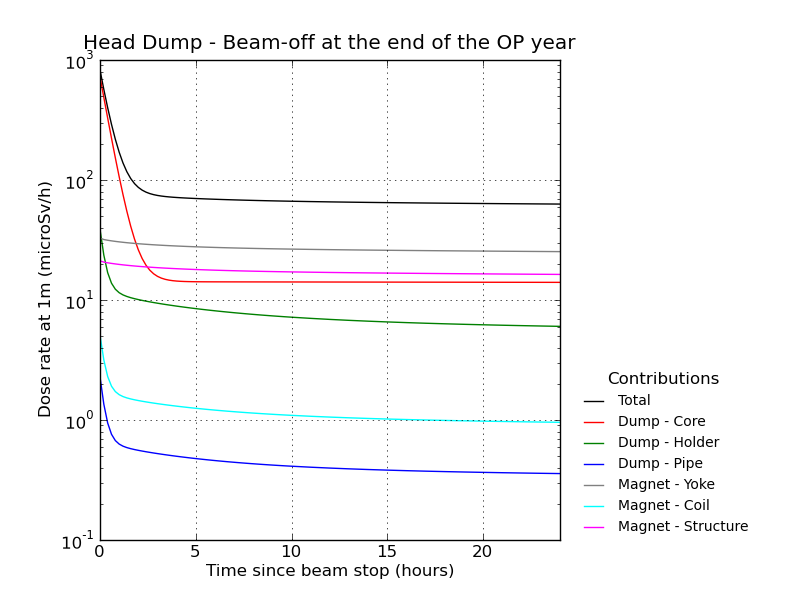 Head Dump - Beam-off at the end of the OP year
Dose rate at 1m (microSv/h)
10^3
10^2
10^1
10^0
10^-1
0 5 10 15 20
Time since beam stop (hours)
Contributions
Total
Dump - Core
Dump - Holder
Dump - Pipe
Magnet - Yoke
Magnet - Coil
Magnet - Structure